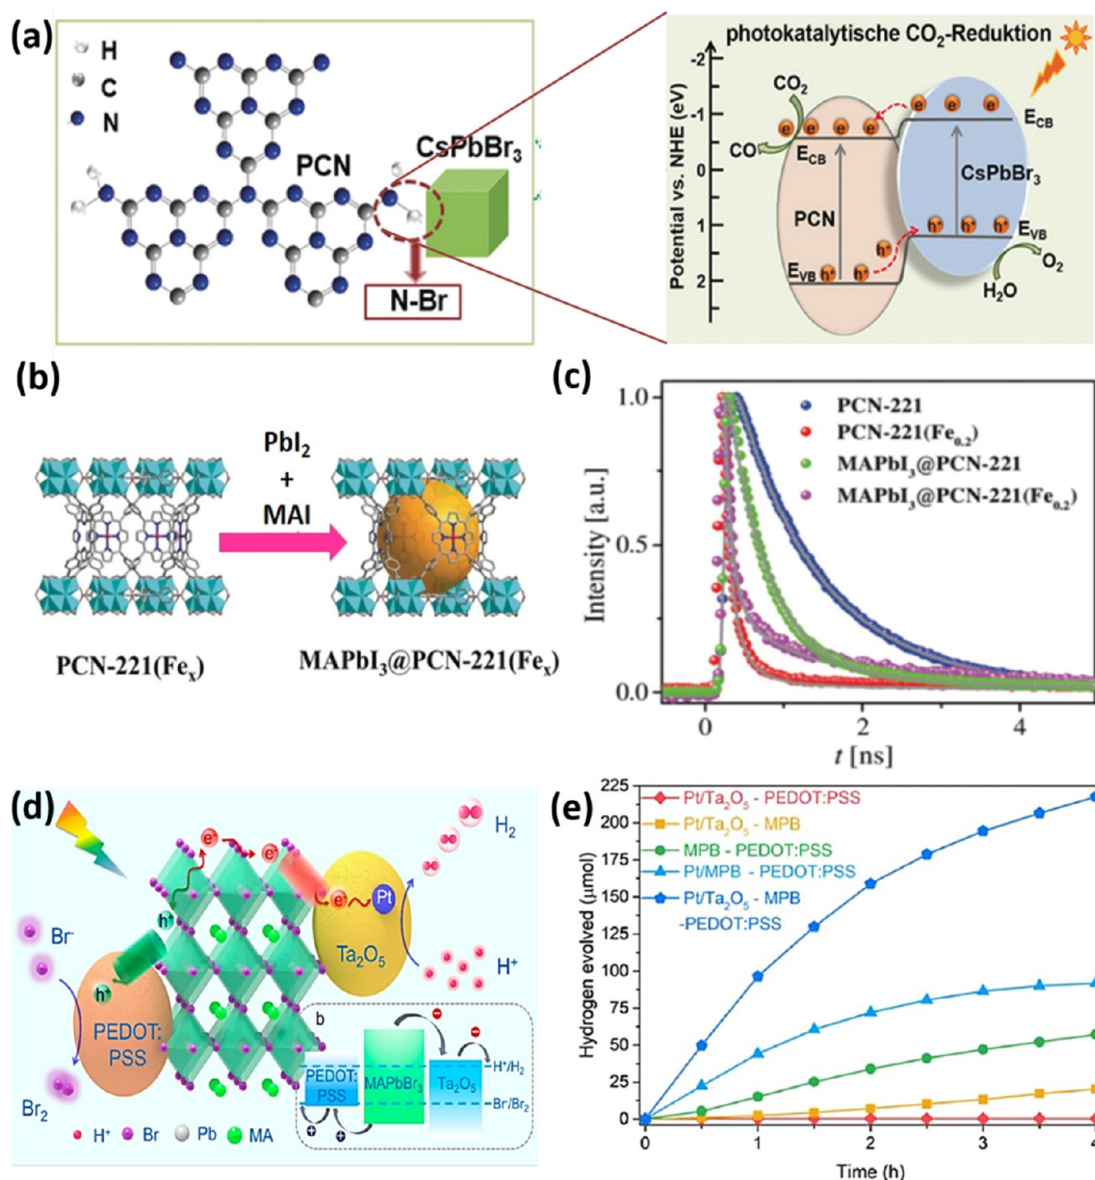 (a)
H
C
N
PCN
CsPbBr₃
N-Br
photokatalytische CO₂-Reduktion
Potential vs. NHE (eV)
-2
-1
0
1
2
CO₂
CO
e e e e
e e e
E_CB
E_CB
PCN
CsPbBr₃
E_VB
E_VB
h⁺ h⁺ h⁺
h⁺ h⁺ h⁺
O₂
H₂O
(b)
PbI₂
+
MAI
PCN-221(Feₓ)
MAPbI₃@PCN-221(Feₓ)
(c)
PCN-221
PCN-221(Fe₀.₂)
MAPbI₃@PCN-221
MAPbI₃@PCN-221(Fe₀.₂)
Intensity [a.u.]
1.0
0.5
0.0
0 2 4
t [ns]
(d)
e⁻ e⁻
H₂
h⁺
e⁻ Pt
Br⁻
Ta₂O₅
H⁺
h⁺
PEDOT:
PSS
Br₂
b
PEDOT:
PSS
MAPbBr₃
Ta₂O₅
H⁺/H₂
Br⁻/Br₂
H⁺ Br Pb MA
(e)
Pt/Ta₂O₅ - PEDOT:PSS
Pt/Ta₂O₅ - MPB
MPB - PEDOT:PSS
Pt/MPB - PEDOT:PSS
Pt/Ta₂O₅ - MPB
-PEDOT:PSS
Hydrogen evolved (μmol)
225
200
175
150
125
100
75
50
25
0
0 1 2 3 4
Time (h)